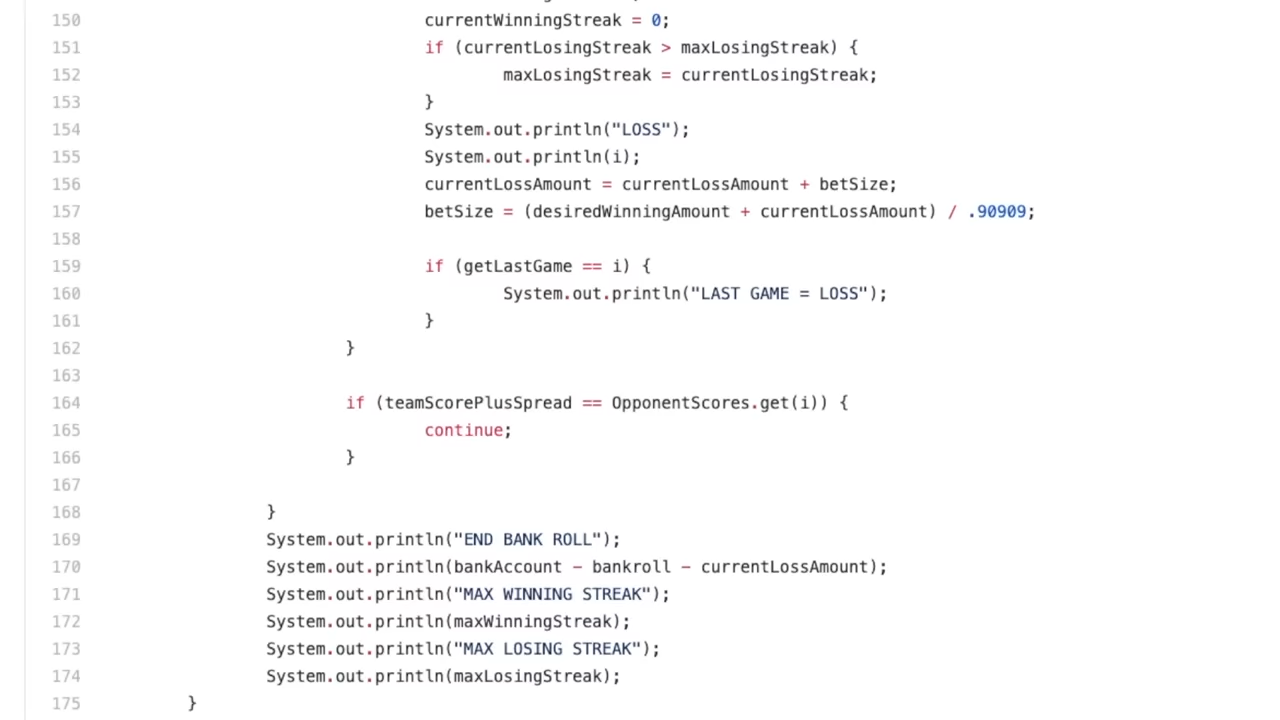 150 currentWinningStreak = 0;
151 if (currentLosingStreak > maxLosingStreak) {
152 maxLosingStreak = currentLosingStreak;
153 }
154 System.out.println("LOSS");
155 System.out.println(i);
156 currentLossAmount = currentLossAmount + betSize;
157 betSize = (desiredWinningAmount + currentLossAmount) / .90909;
158
159 if (getLastGame == i) {
160 System.out.println("LAST GAME = LOSS");
161 }
162 }
163
164 if (teamScorePlusSpread == OpponentScores.get(i)) {
165 continue;
166 }
167
168 }
169 System.out.println("END BANK ROLL");
170 System.out.println(bankAccount - bankroll - currentLossAmount);
171 System.out.println("MAX WINNING STREAK");
172 System.out.println(maxWinningStreak);
173 System.out.println("MAX LOSING STREAK");
174 System.out.println(maxLosingStreak);
175 }